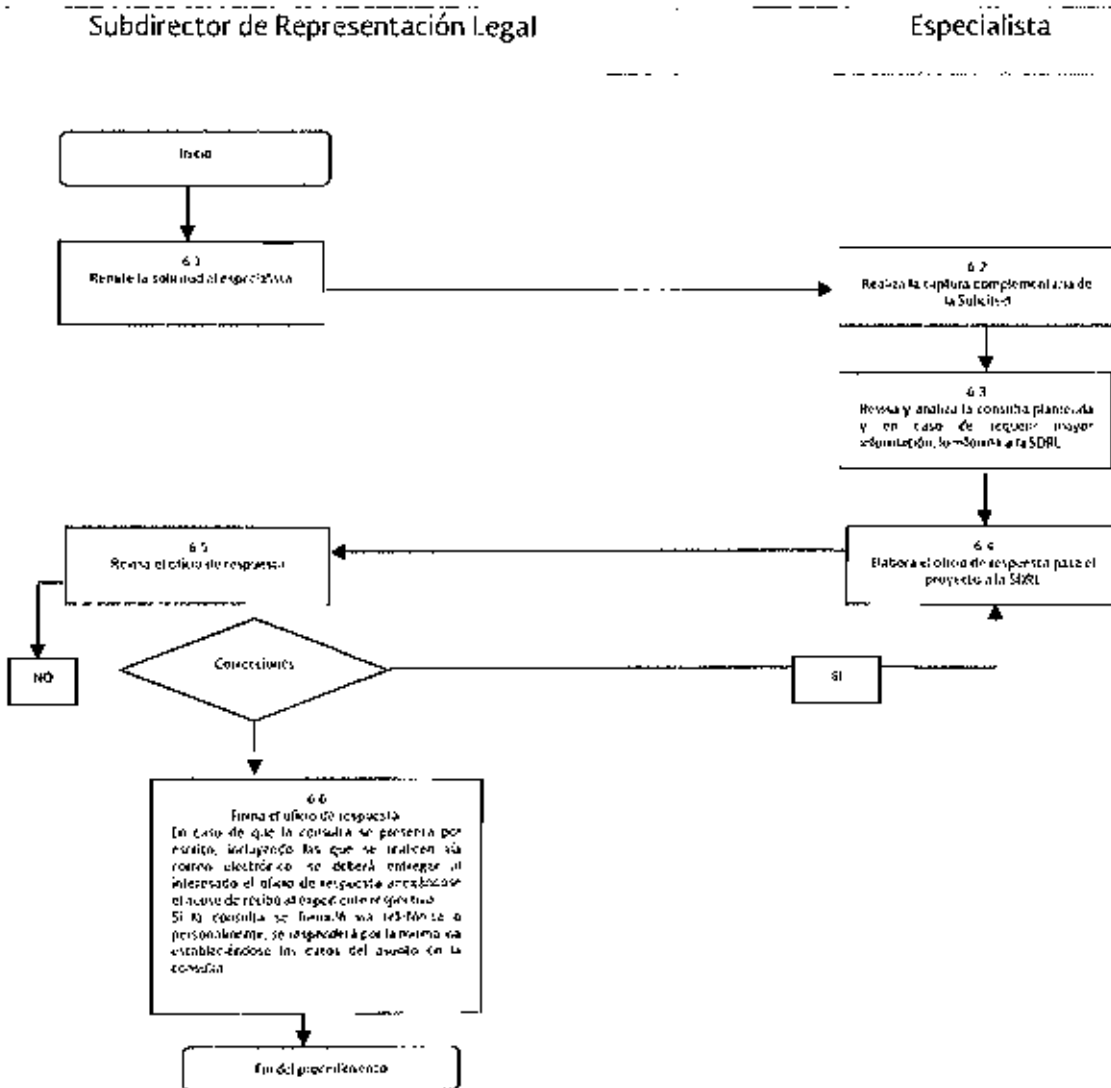 Subdirector de Representación Legal
Especialista
Inicio
6.1
Remite la solicitud al especialista
6.2
Realiza la captura complementaria de
la Solicitud
6.3
Revisa y analiza la consulta planteada
y en caso de requerir mayor
información, lo informa a la SDRL
6.4
Elabora el oficio de respuesta para el
proyecto a la SDRL
6.5
Revisa el oficio de respuesta
NO
Correcciones
SI
6.6
Firma el oficio de respuesta
En caso de que la consulta se presenta por
escrito, incluyendo las que se realicen vía
correo electrónico se deberá entregar al
interesado el oficio de respuesta anexándose
el acuse de recibo al expediente respectivo
Si la consulta se formuló vía telefónica o
personalmente, se responderá por la misma vía
estableciéndose los datos del asunto en la
consulta
Fin del procedimiento